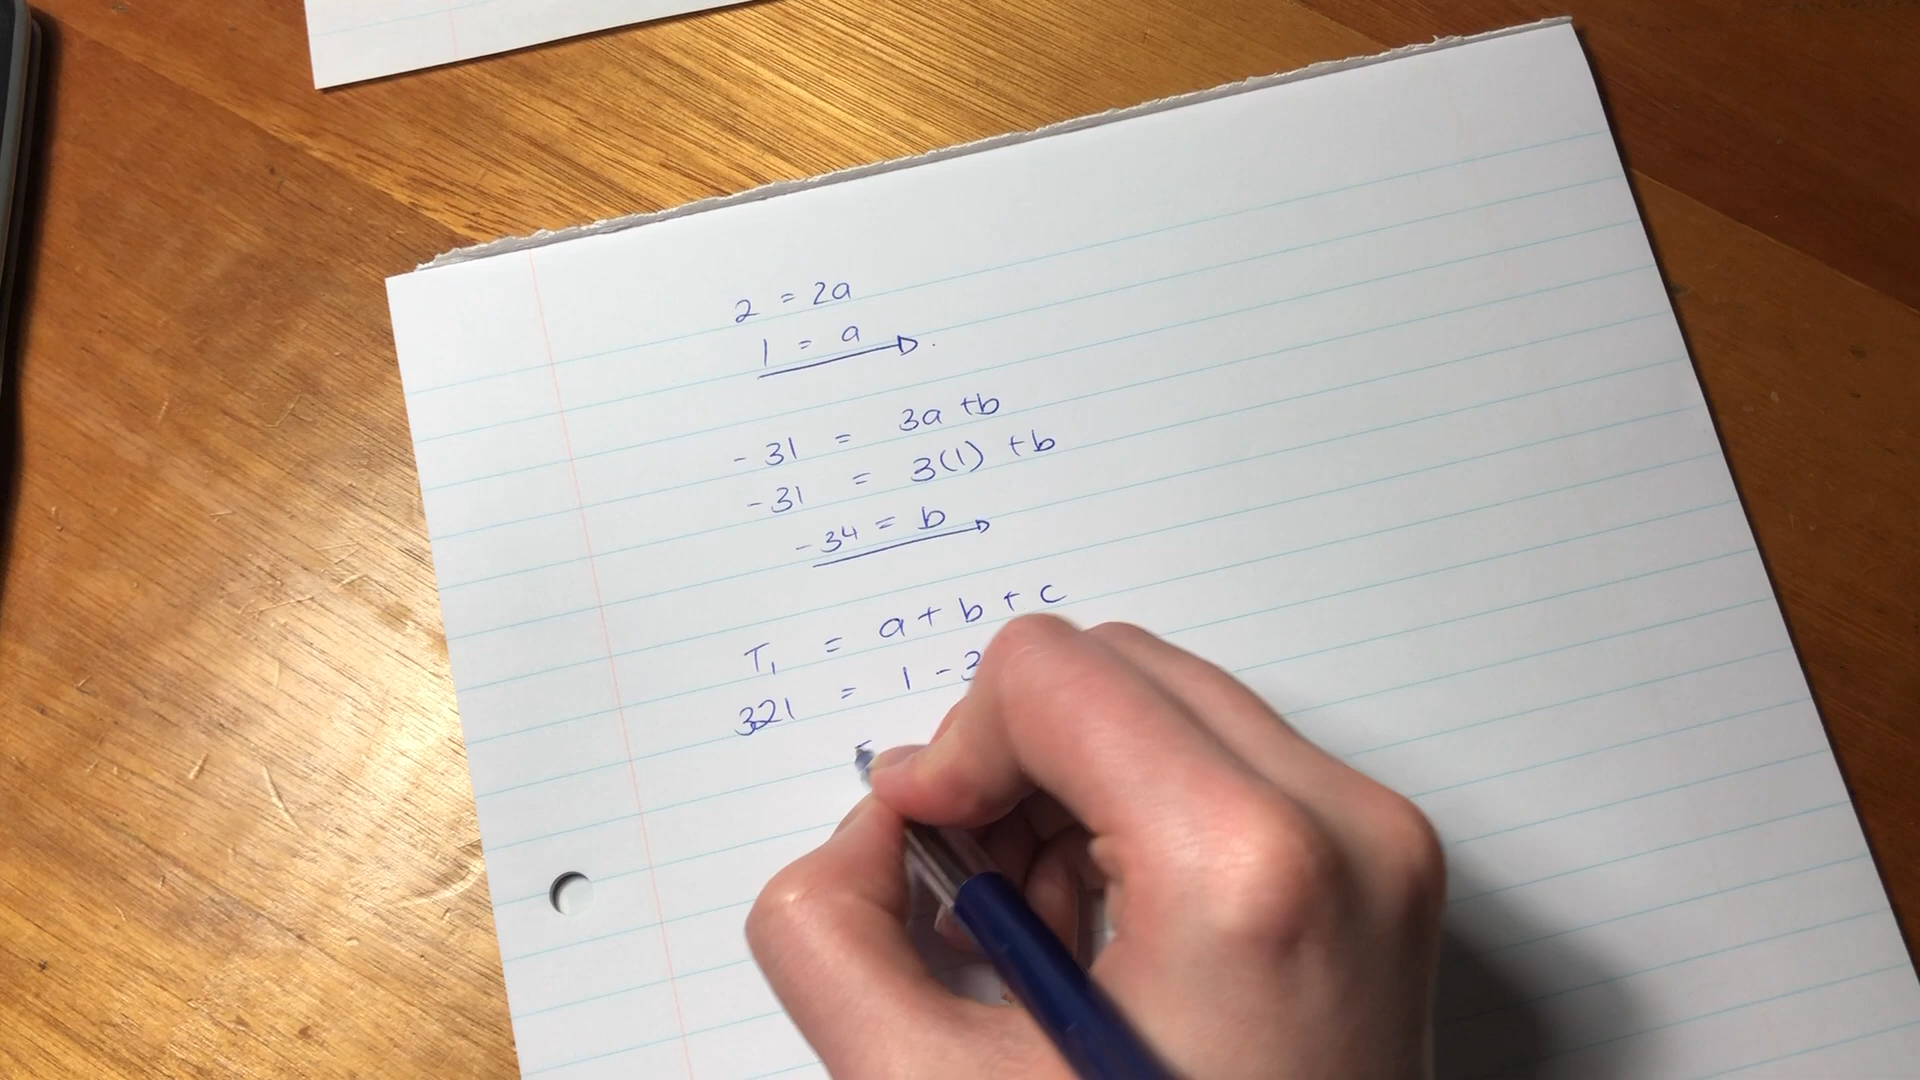 2 = 2a
1 = a
-31 = 3a + b
-31 = 3(1) + b
-34 = b
T₁ = a + b + c
321 = 1 - 3